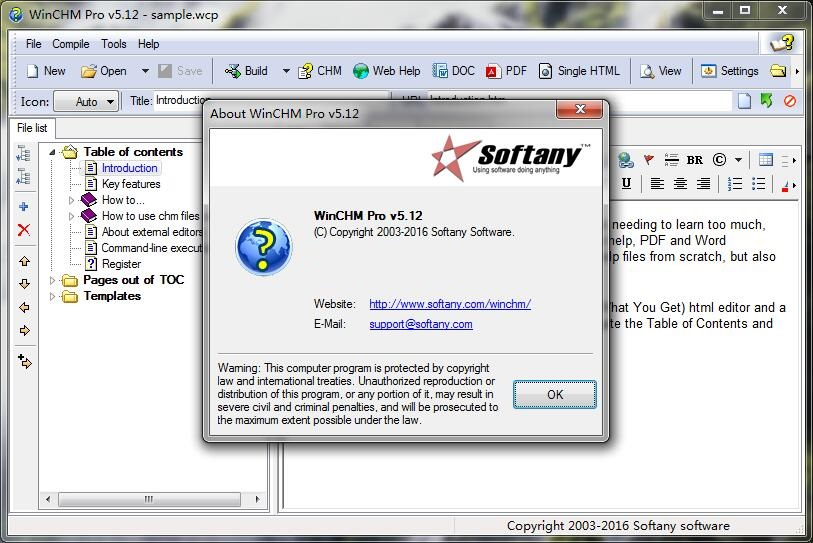 WinCHM Pro v5.12 - sample.wcp
File Compile Tools Help
New Open Save Build CHM Web Help DOC PDF Single HTML View Settings
Icon: Auto Title: Introduction
Introduction.htm
File list
Table of contents
Introduction
Key features
How to...
How to use chm files
About external editors
Command-line execut
Register
Pages out of TOC
Templates
BR
U
needing to learn too much,
help, PDF and Word
files from scratch, but also
What You Get) html editor and a
the Table of Contents and
About WinCHM Pro v5.12
Softany™
Using software doing anything
WinCHM Pro v5.12
(C) Copyright 2003-2016 Softany Software.
Website: http://www.softany.com/winchm/
E-Mail: support@softany.com
Warning: This computer program is protected by copyright
law and international treaties. Unauthorized reproduction or
distribution of this program, or any portion of it, may result in
severe civil and criminal penalties, and will be prosecuted to
the maximum extent possible under the law.
OK
Copyright 2003-2016 Softany software